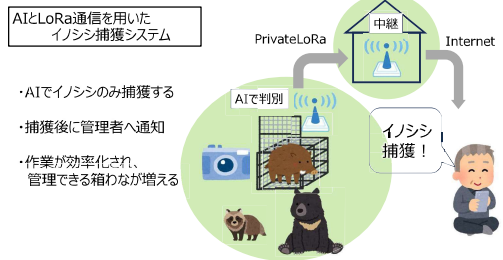 AIとLoRa通信を用いた
イノシシ捕獲システム
・AIでイノシシのみ捕獲する
・捕獲後に管理者へ通知
・作業が効率化され、
管理できる箱わなが増える
中継
PrivateLoRa
Internet
AIで判別
イノシシ
捕獲！